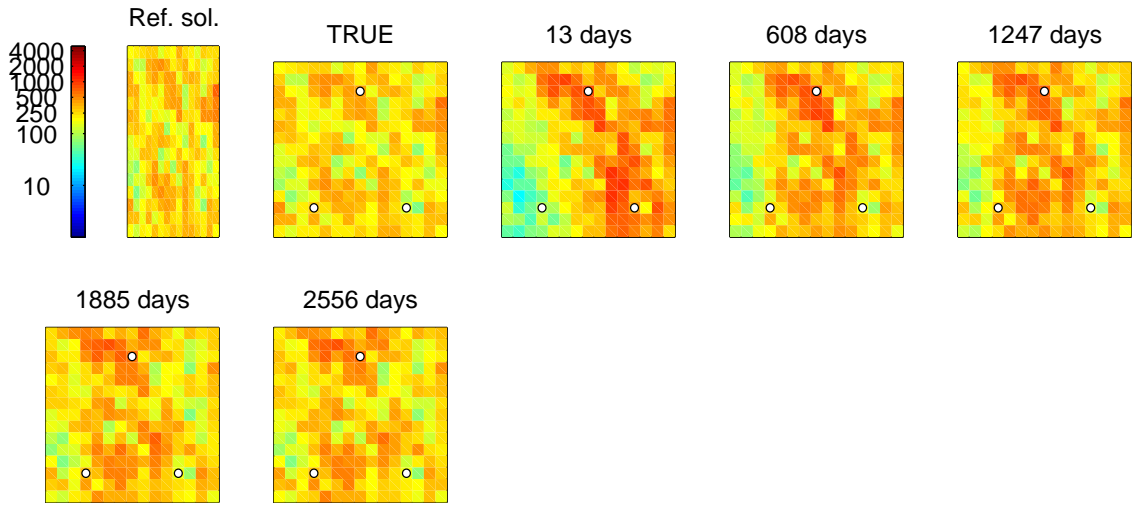 Ref. sol.
TRUE
13 days
608 days
1247 days
4000
2000
1000
500
250
100
10
1885 days
2556 days